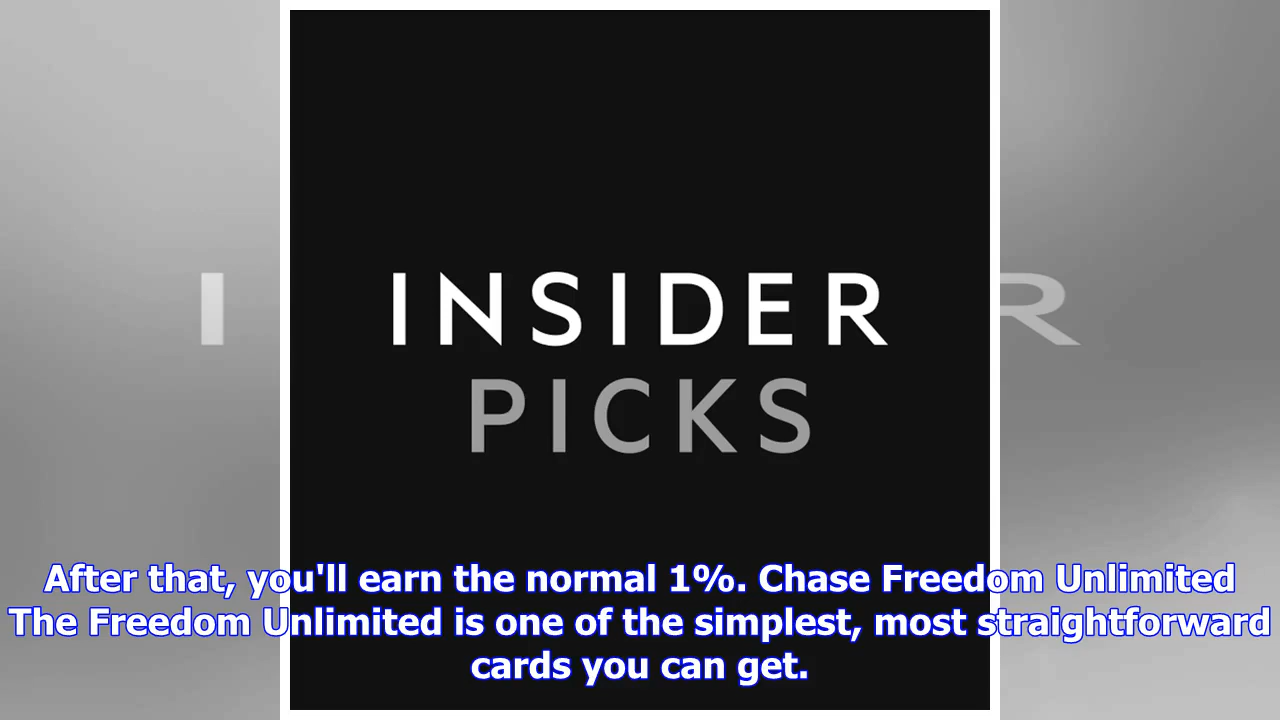 INSIDER
I R
PICKS
After that, you'll earn the normal 1%. Chase Freedom Unlimited
The Freedom Unlimited is one of the simplest, most straightforward
cards you can get.